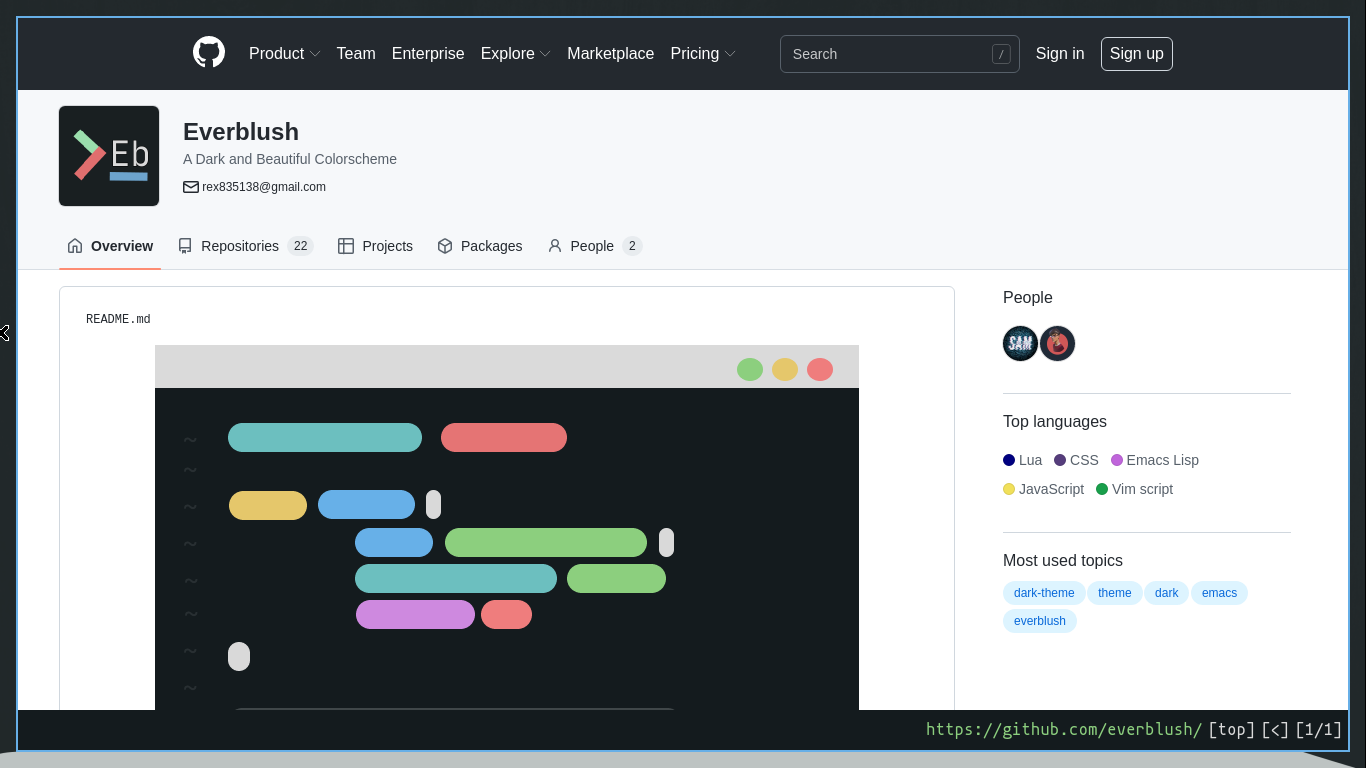 Product Team Enterprise Explore Marketplace Pricing Search / Sign in Sign up
>Eb
Everblush
A Dark and Beautiful Colorscheme
rex835138@gmail.com
Overview Repositories 22 Projects Packages People 2
README.md
~
~
~
~
~
~
~
~
People
SAM
Top languages
Lua CSS Emacs Lisp
JavaScript Vim script
Most used topics
dark-theme theme dark emacs
everblush
https://github.com/everblush/ [top] [<] [1/1]